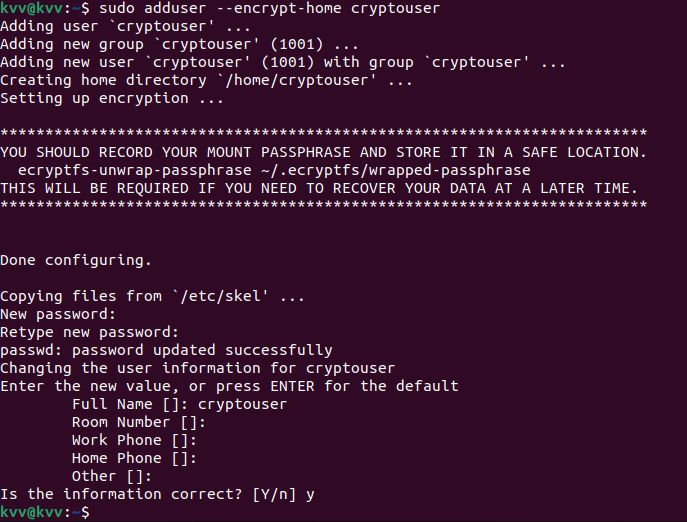 kvv@kvv:~$ sudo adduser --encrypt-home cryptouser
Adding user `cryptouser' ...
Adding new group `cryptouser' (1001) ...
Adding new user `cryptouser' (1001) with group `cryptouser' ...
Creating home directory `/home/cryptouser' ...
Setting up encryption ...
************************************************************************
YOU SHOULD RECORD YOUR MOUNT PASSPHRASE AND STORE IT IN A SAFE LOCATION.
  ecryptfs-unwrap-passphrase ~/.ecryptfs/wrapped-passphrase
THIS WILL BE REQUIRED IF YOU NEED TO RECOVER YOUR DATA AT A LATER TIME.
************************************************************************
Done configuring.
Copying files from `/etc/skel' ...
New password:
Retype new password:
passwd: password updated successfully
Changing the user information for cryptouser
Enter the new value, or press ENTER for the default
        Full Name []: cryptouser
        Room Number []:
        Work Phone []:
        Home Phone []:
        Other []:
Is the information correct? [Y/n] y
kvv@kvv:~$